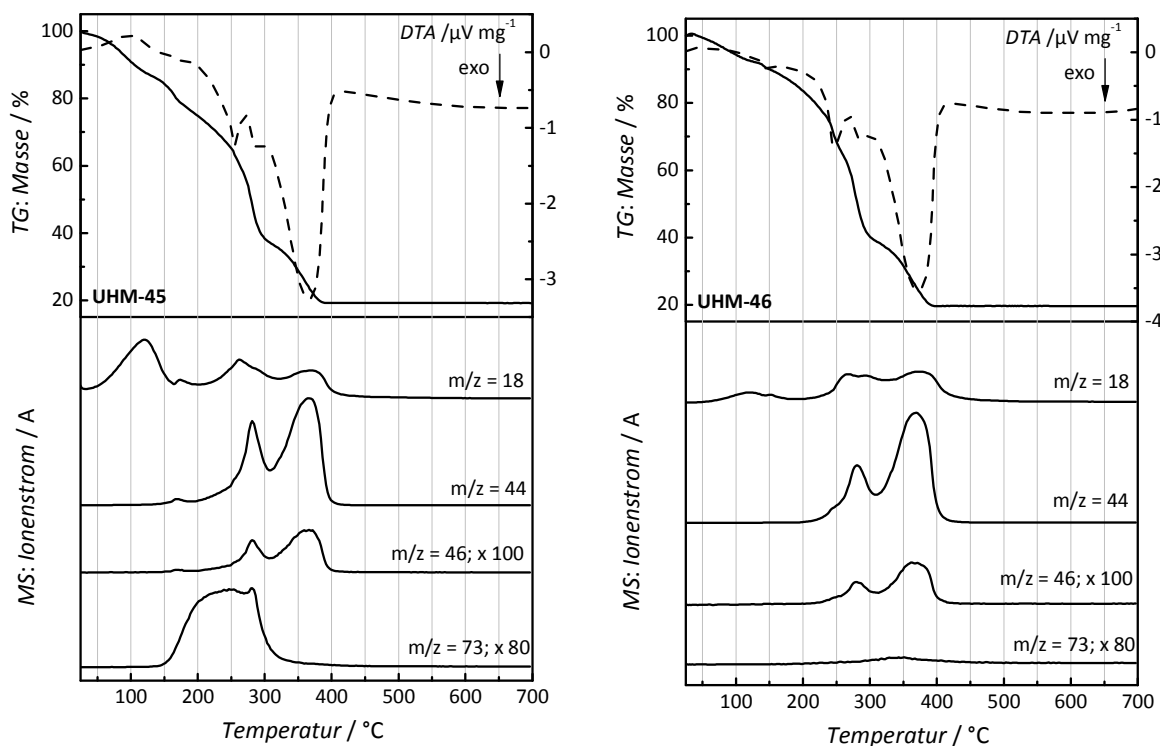 DTA /µV mg⁻¹
exo
100
80
60
40
20
0
-1
-2
-3
TG: Masse / %
UHM-45
m/z = 18
m/z = 44
m/z = 46; x 100
m/z = 73; x 80
MS: Ionenstrom / A
100 200 300 400 500 600 700
Temperatur / °C
DTA /µV mg⁻¹
exo
100
80
60
40
20
0
-1
-2
-3
-4
TG: Masse / %
UHM-46
m/z = 18
m/z = 44
m/z = 46; x 100
m/z = 73; x 80
MS: Ionenstrom / A
100 200 300 400 500 600 700
Temperatur / °C